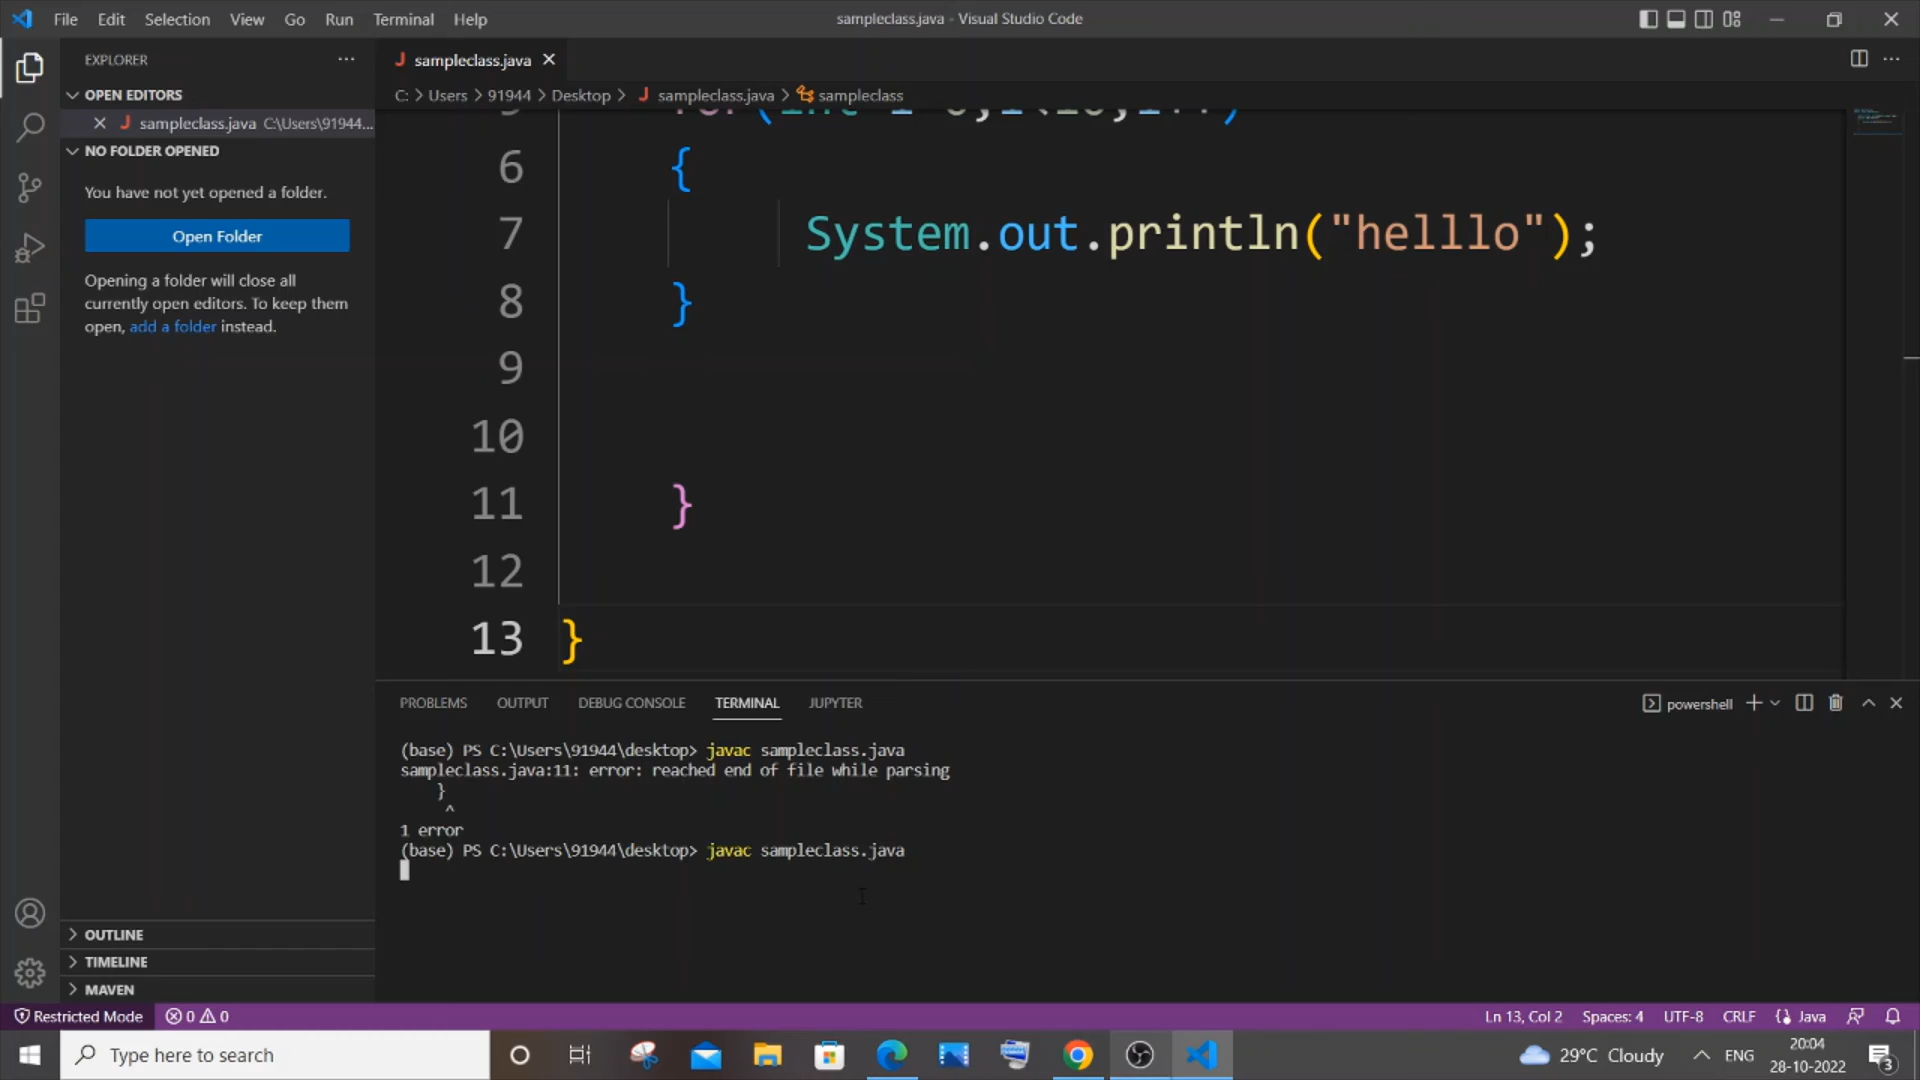 File Edit Selection View Go Run Terminal Help
sampleclass.java - Visual Studio Code
EXPLORER
sampleclass.java
OPEN EDITORS
C: > Users > 91944 > Desktop > sampleclass.java > sampleclass
sampleclass.java C:\Users\91944...
NO FOLDER OPENED
You have not yet opened a folder.
Open Folder
Opening a folder will close all
currently open editors. To keep them
open, add a folder instead.
6 {
7 System.out.println("helllo");
8 }
9
10
11 }
12
13 }
PROBLEMS OUTPUT DEBUG CONSOLE TERMINAL JUPYTER
powershell
(base) PS C:\Users\91944\desktop> javac sampleclass.java
sampleclass.java:11: error: reached end of file while parsing
}
^
1 error
(base) PS C:\Users\91944\desktop> javac sampleclass.java
OUTLINE
TIMELINE
MAVEN
Restricted Mode 0 0
Ln 13, Col 2 Spaces: 4 UTF-8 CRLF Java
Type here to search
29°C Cloudy
ENG
20:04
28-10-2022
3